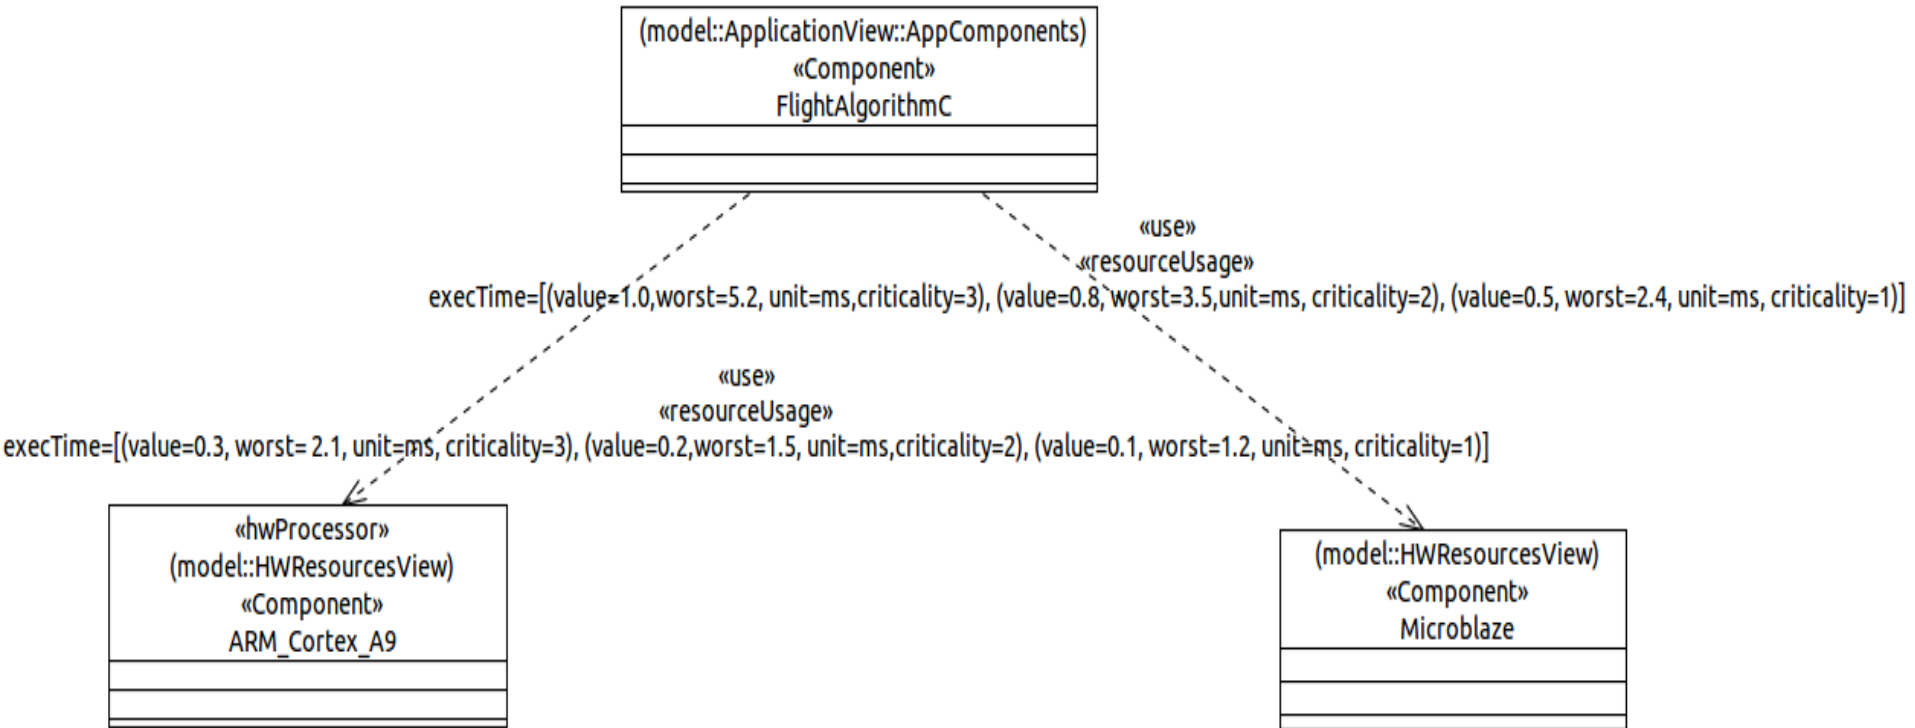 (model::ApplicationView::AppComponents)
«Component»
FlightAlgorithmC
«use»
«resourceUsage»
execTime=[(value=1.0,worst=5.2, unit=ms,criticality=3), (value=0.8, worst=3.5,unit=ms, criticality=2), (value=0.5, worst=2.4, unit=ms, criticality=1)]
«use»
«resourceUsage»
execTime=[(value=0.3, worst= 2.1, unit=ms, criticality=3), (value=0.2,worst=1.5, unit=ms,criticality=2), (value=0.1, worst=1.2, unit=ms, criticality=1)]
«hwProcessor»
(model::HWResourcesView)
«Component»
ARM_Cortex_A9
(model::HWResourcesView)
«Component»
Microblaze